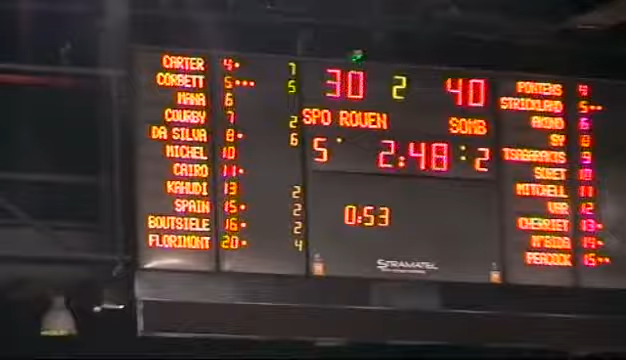 CARTER 4• 7
CORBETT 5••• 5
MANA 6
COURBY 7 2
DA SILVA 8• 6
MICHEL 10
CAIRO 11•
KAHUDI 13 2
SPAIN 15• 2
BOUTSIELE 16• 2
FLORIMONT 20• 4
30 2 40
SPO ROUEN SOMB
5 2:48 :2
0:53
STRAMATEL
PONTENS 4
STRICKLAND 5••
AKONO 6
SY 8
TSAGARAKIS 9
SURET 10
MITCHELL 11
12
CHERRIET 13•
M'BIDA 14•
PEACOCK 15••